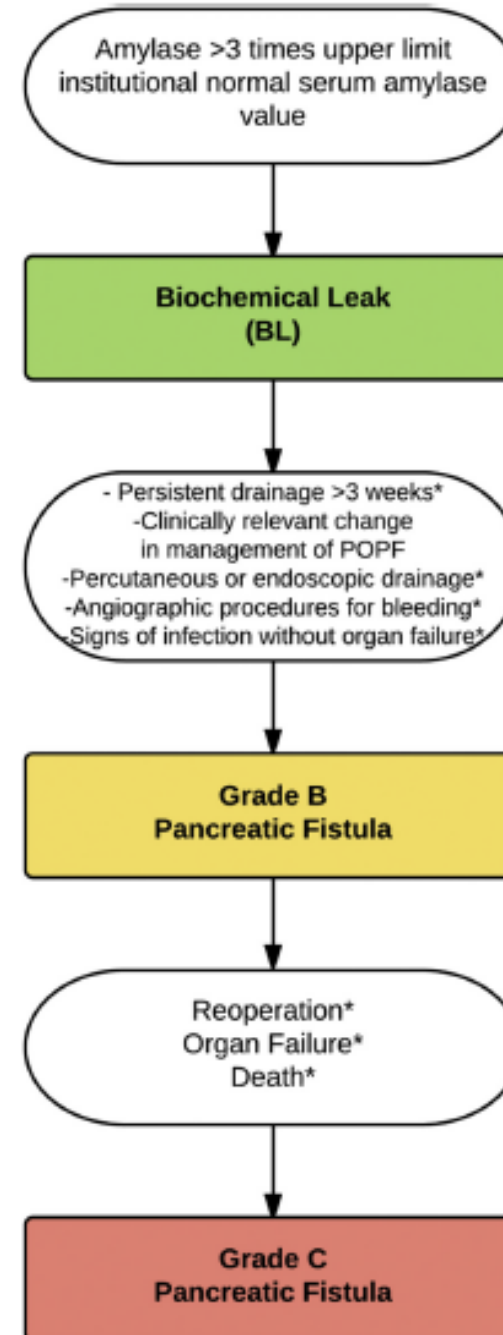 Amylase >3 times upper limit
institutional normal serum amylase
value
Biochemical Leak
(BL)
- Persistent drainage >3 weeks*
-Clinically relevant change
in management of POPF
-Percutaneous or endoscopic drainage*
-Angiographic procedures for bleeding*
-Signs of infection without organ failure*
Grade B
Pancreatic Fistula
Reoperation*
Organ Failure*
Death*
Grade C
Pancreatic Fistula